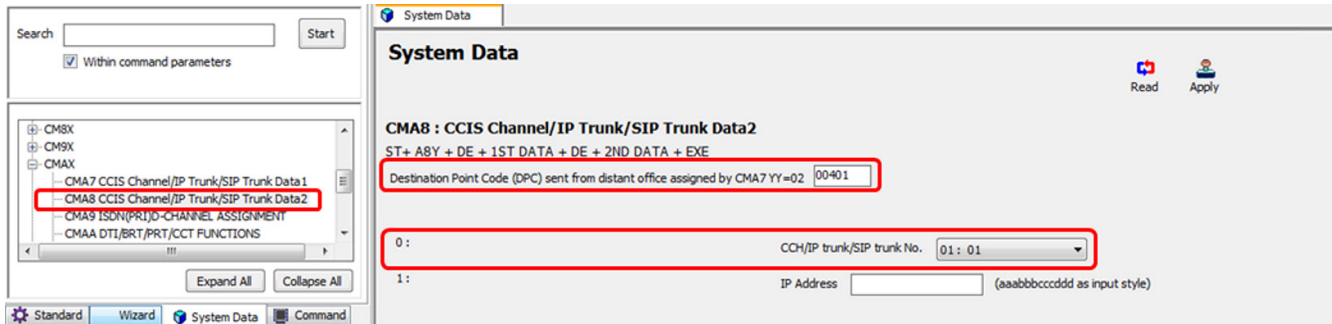 Search
Start
Within command parameters
CM8X
CM9X
CMAX
CMA7 CCIS Channel/IP Trunk/SIP Trunk Data1
CMA8 CCIS Channel/IP Trunk/SIP Trunk Data2
CMA9 ISDN(PRI)D-CHANNEL ASSIGNMENT
CMAA DTI/BRT/PRT/CCT FUNCTIONS
Expand All Collapse All
Standard Wizard System Data Command
System Data
System Data
Read Apply
CMA8 : CCIS Channel/IP Trunk/SIP Trunk Data2
ST+ A8Y + DE + 1ST DATA + DE + 2ND DATA + EXE
Destination Point Code (DPC) sent from distant office assigned by CMA7 YY=02 00401
0 : CCH/IP trunk/SIP trunk No. 01 : 01
1 : IP Address (aaabbbcccddd as input style)